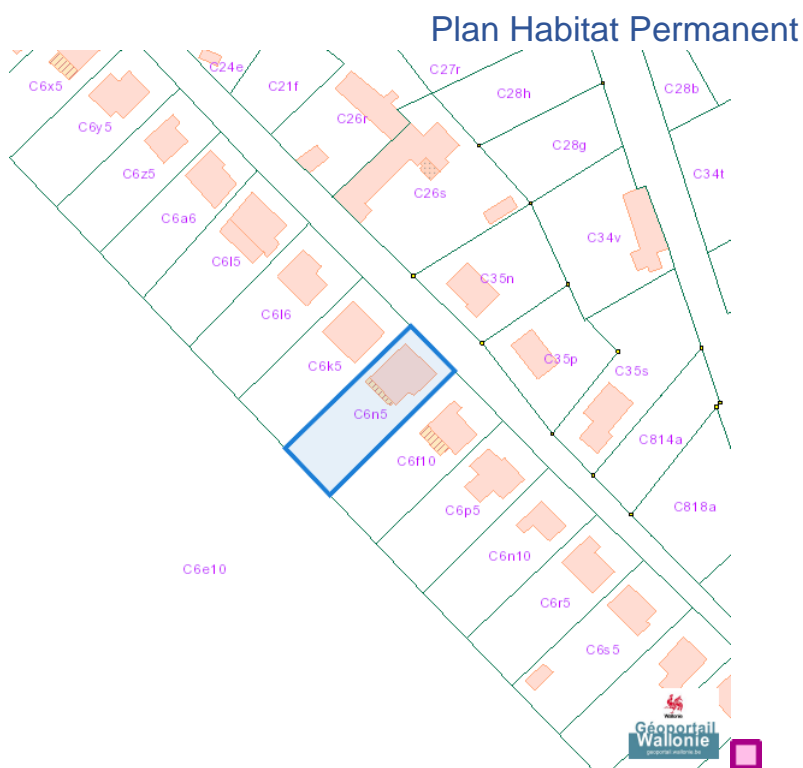 Plan Habitat Permanent
C24e
C27r
C6x5
C21f
C28h
C28b
C6y5
C26r
C28g
C6z5
C34t
C26s
C6a6
C34v
C6l5
C35n
C6l6
C35p
C6k5
C35s
C6n5
C814a
C6f10
C6p5
C818a
C6n10
C6e10
C6r5
C6s5
Wallonie
Géoportail
Wallonie
geoportail.wallonie.be